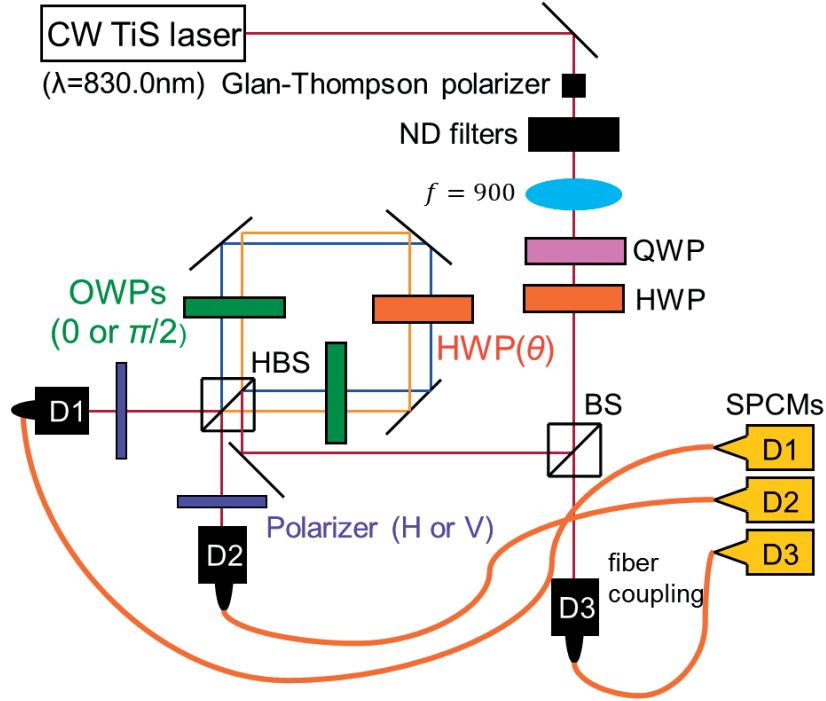 CW TiS laser
(λ=830.0nm) Glan-Thompson polarizer
ND filters
f = 900
QWP
HWP
OWPs
(0 or π/2)
HWP(θ)
HBS
BS
SPCMs
D1
D1
D2
D3
Polarizer (H or V)
D2
fiber
coupling
D3